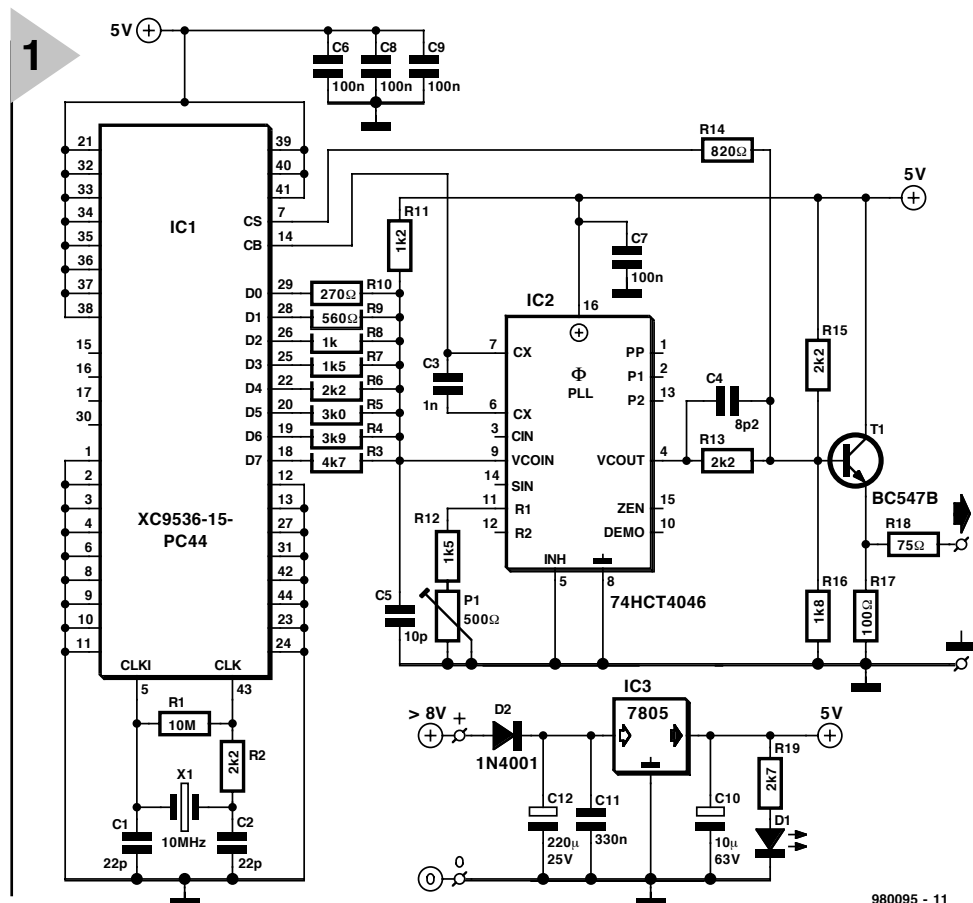 1
5V
C6
100n
C8
100n
C9
100n
21
32
33
34
35
36
37
38
15
16
17
30
1
2
3
4
6
8
9
10
11
IC1
XC9536-15-
PC44
39
40
41
CS 7
CB 14
D0 29 270Ω R10
D1 28 560Ω R9
D2 26 1k R8
D3 25 1k5 R7
D4 22 2k2 R6
D5 20 3k0 R5
D6 19 3k9 R4
D7 18 4k7 R3
12
13
27
31
42
44
23
24
CLKI
CLK
5
43
R1
10M
R2
2k2
X1
10MHz
C1
22p
C2
22p
R11
1k2
C3
1n
C7
100n
IC2
16
7 CX
6 CX
3 CIN
9 VCOIN
14 SIN
11 R1
12 R2
Φ
PLL
PP 1
P1 2
P2 13
VCOUT 4
ZEN 15
DEMO 10
INH
5
8
74HCT4046
R12
1k5
P1
500Ω
C5
10p
R14
820Ω
5V
R15
2k2
C4
8p2
R13
2k2
T1
BC547B
R18
75Ω
R16
1k8
R17
100Ω
IC3
7805
> 8V
+
D2
1N4001
5V
C12
220µ
25V
C11
330n
C10
10µ
63V
R19
2k7
D1
0
0
980095 - 11